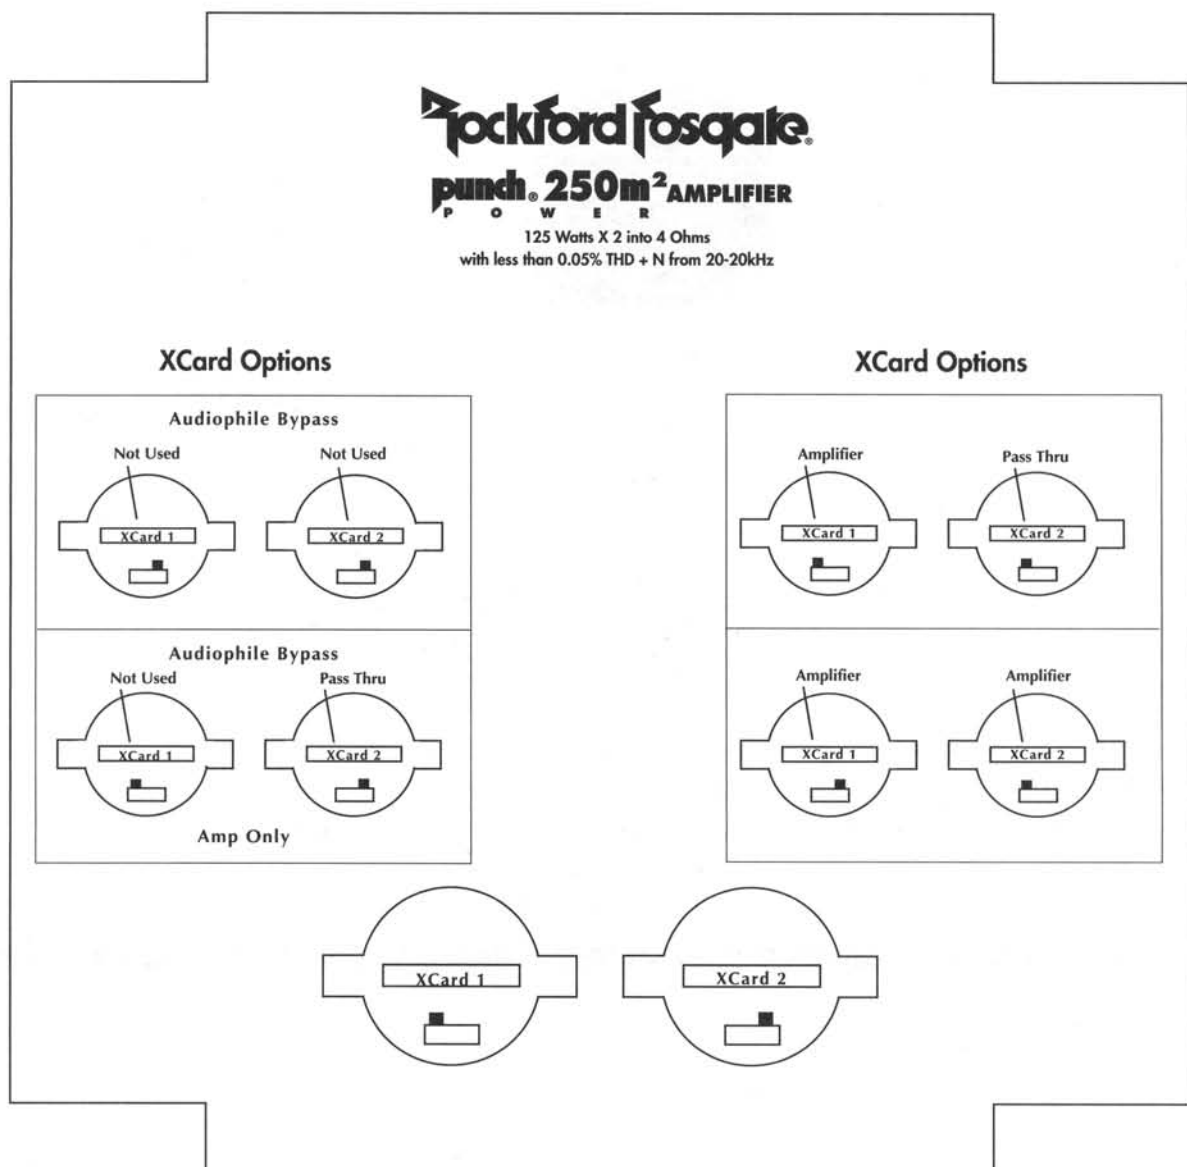 Rockford Fosgate®
punch® 250m² AMPLIFIER
POWER
125 Watts X 2 into 4 Ohms
with less than 0.05% THD + N from 20-20kHz
XCard Options
Audiophile Bypass
Not Used
Not Used
XCard 1
XCard 2
Audiophile Bypass
Not Used
Pass Thru
XCard 1
XCard 2
Amp Only
XCard Options
Amplifier
Pass Thru
XCard 1
XCard 2
Amplifier
Amplifier
XCard 1
XCard 2
XCard 1
XCard 2